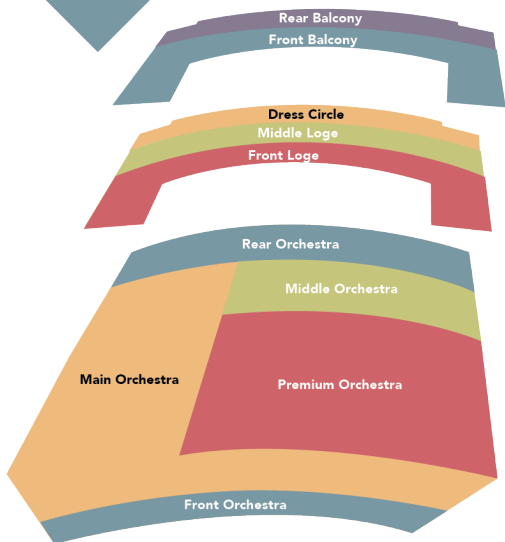 Rear Balcony
Front Balcony
Dress Circle
Middle Loge
Front Loge
Rear Orchestra
Middle Orchestra
Main Orchestra
Premium Orchestra
Front Orchestra